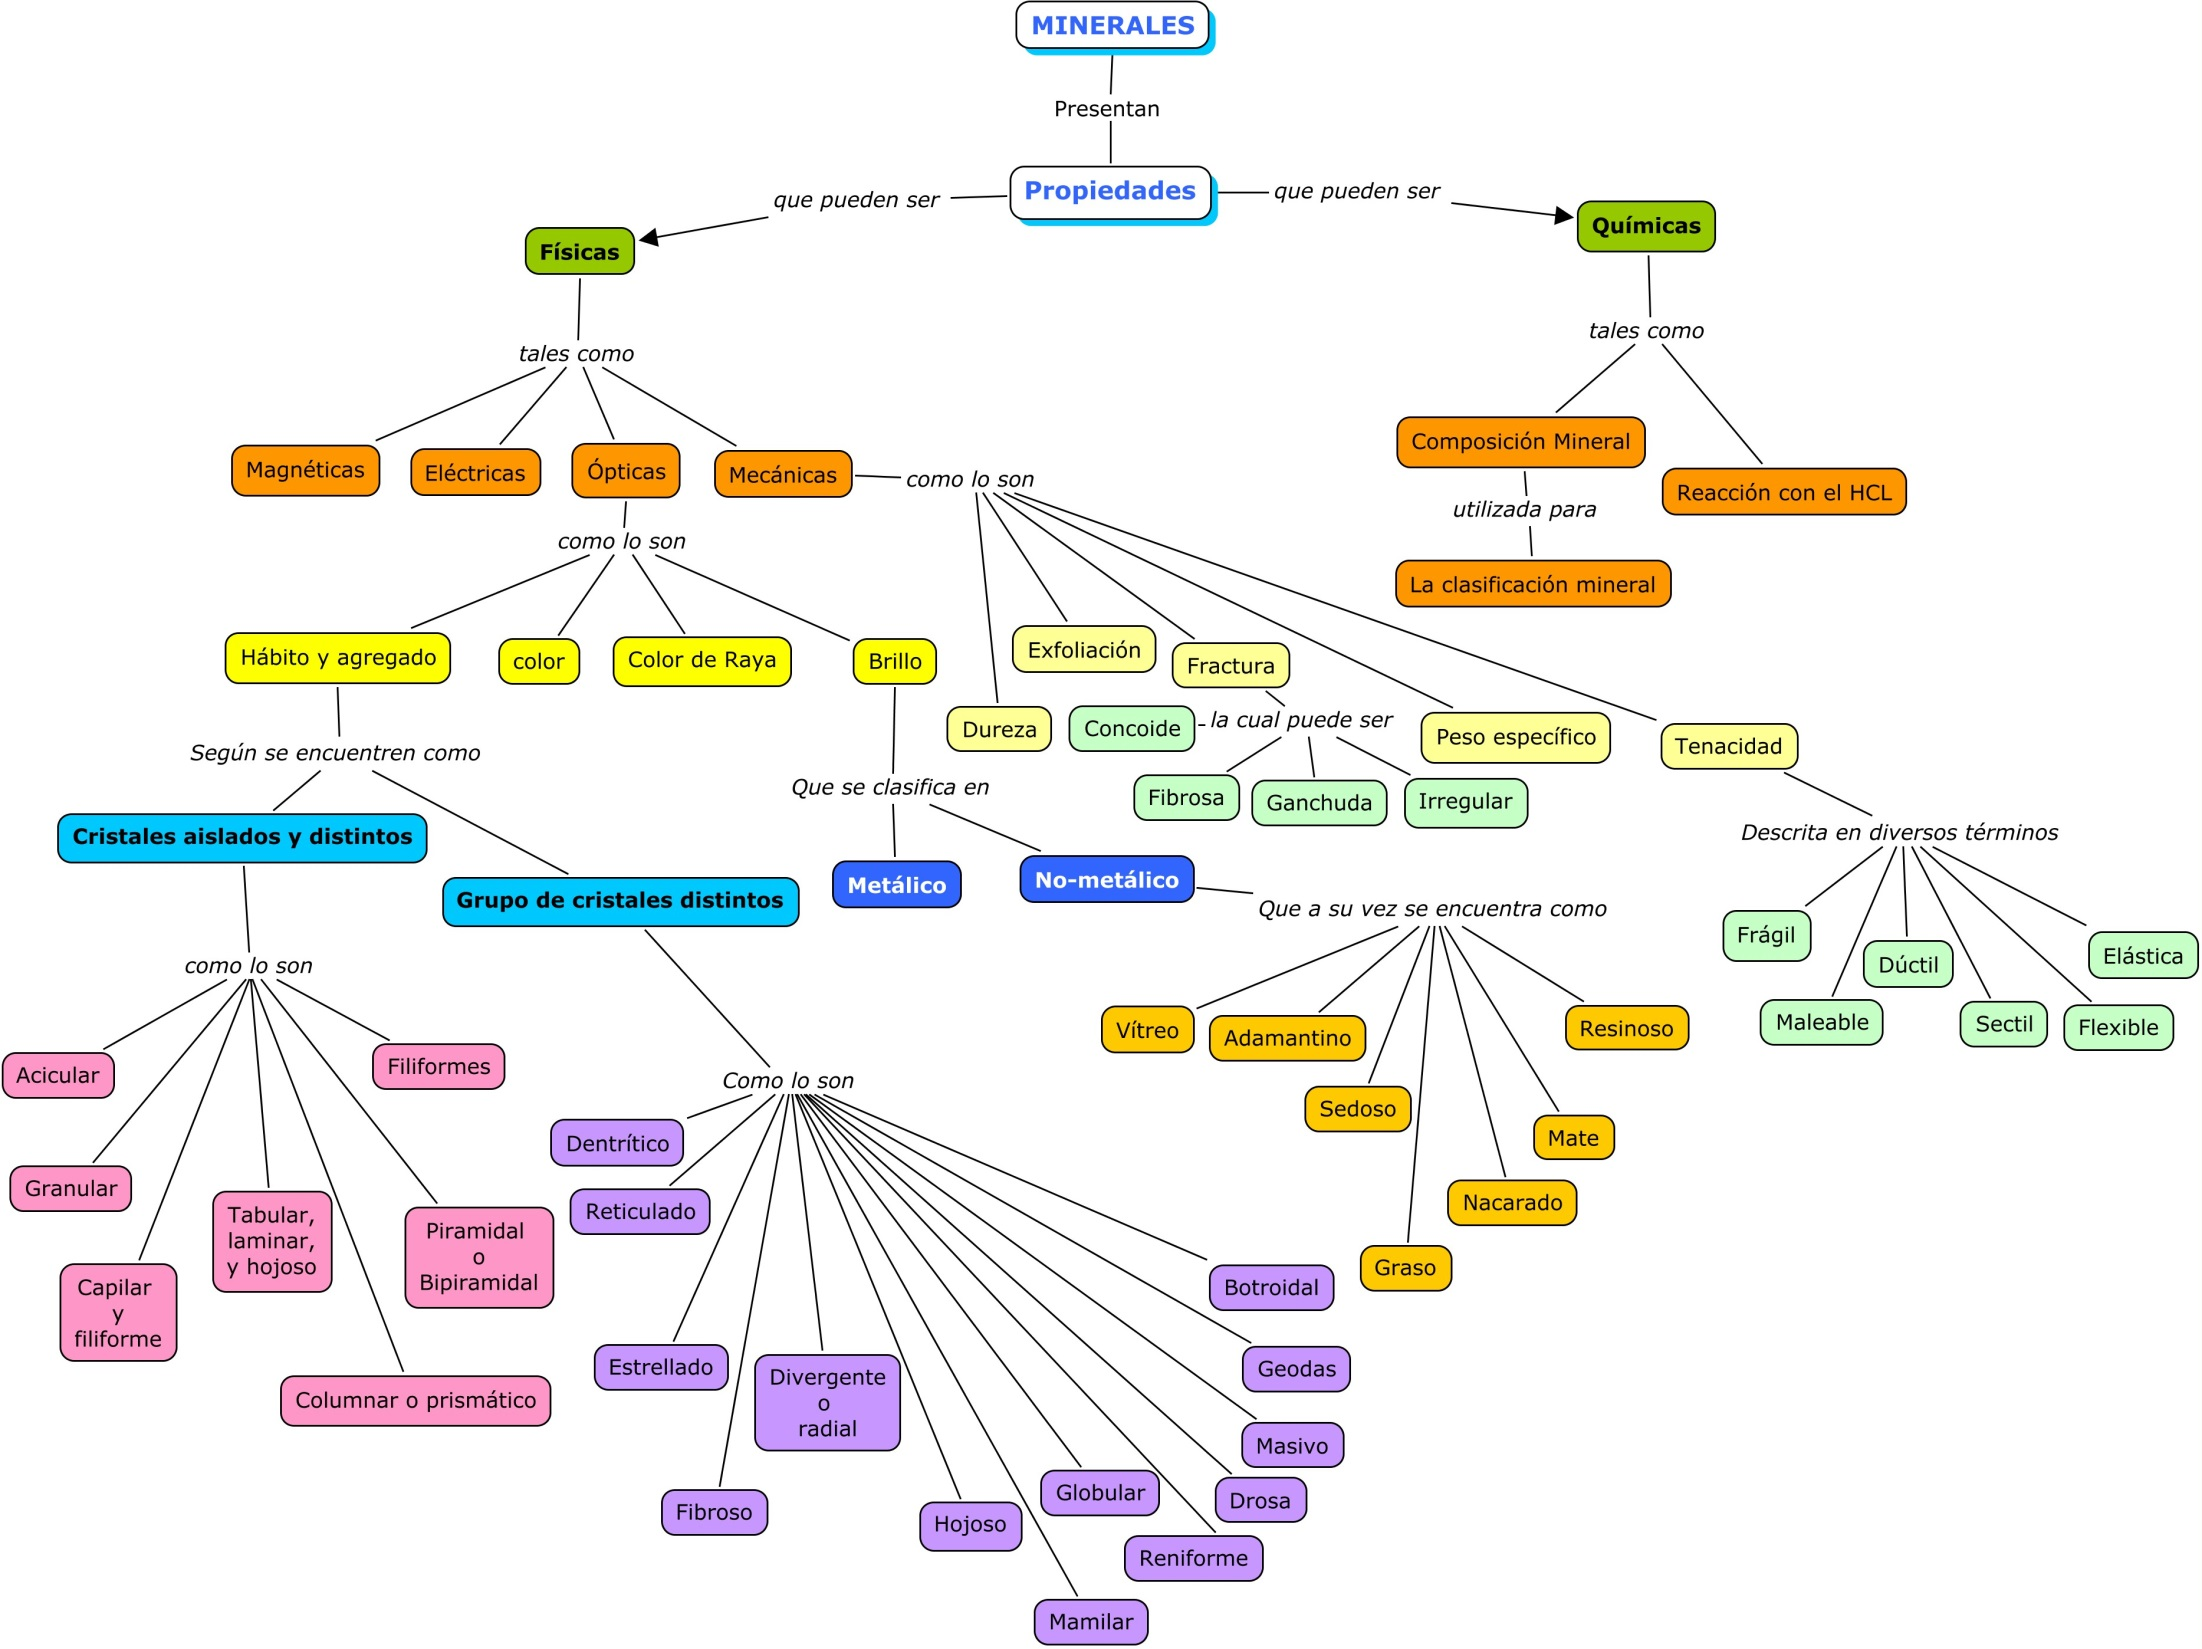 MINERALES
Presentan
Propiedades
que pueden ser
que pueden ser
Físicas
Químicas
tales como
tales como
Magnéticas
Eléctricas
Ópticas
Mecánicas
como lo son
Composición Mineral
Reacción con el HCL
utilizada para
La clasificación mineral
como lo son
Hábito y agregado
color
Color de Raya
Brillo
Exfoliación
Fractura
Dureza
Concoide
la cual puede ser
Peso específico
Tenacidad
Fibrosa
Ganchuda
Irregular
Según se encuentren como
Que se clasifica en
Descrita en diversos términos
Cristales aislados y distintos
Grupo de cristales distintos
Metálico
No-metálico
Que a su vez se encuentra como
Frágil
Dúctil
Elástica
Maleable
Sectil
Flexible
como lo son
Vítreo
Adamantino
Resinoso
Sedoso
Mate
Nacarado
Graso
Acicular
Filiformes
Granular
Tabular,
laminar,
y hojoso
Piramidal
o
Bipiramidal
Capilar
y
filiforme
Columnar o prismático
Como lo son
Dentrítico
Reticulado
Estrellado
Divergente
o
radial
Fibroso
Hojoso
Globular
Botroidal
Geodas
Masivo
Drosa
Reniforme
Mamilar